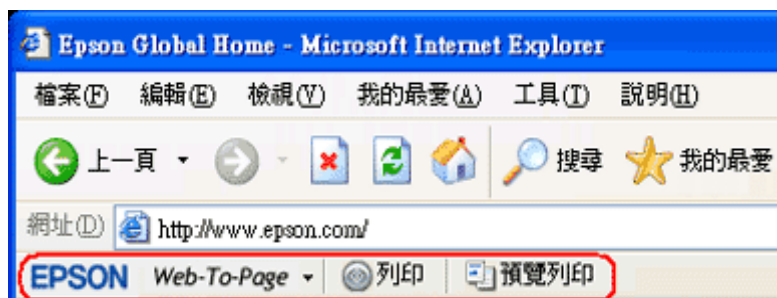 Epson Global Home - Microsoft Internet Explorer
檔案(F) 編輯(E) 檢視(V) 我的最愛(A) 工具(T) 說明(H)
上一頁 搜尋 我的最愛
網址(D) http://www.epson.com/
EPSON Web-To-Page 列印 預覽列印